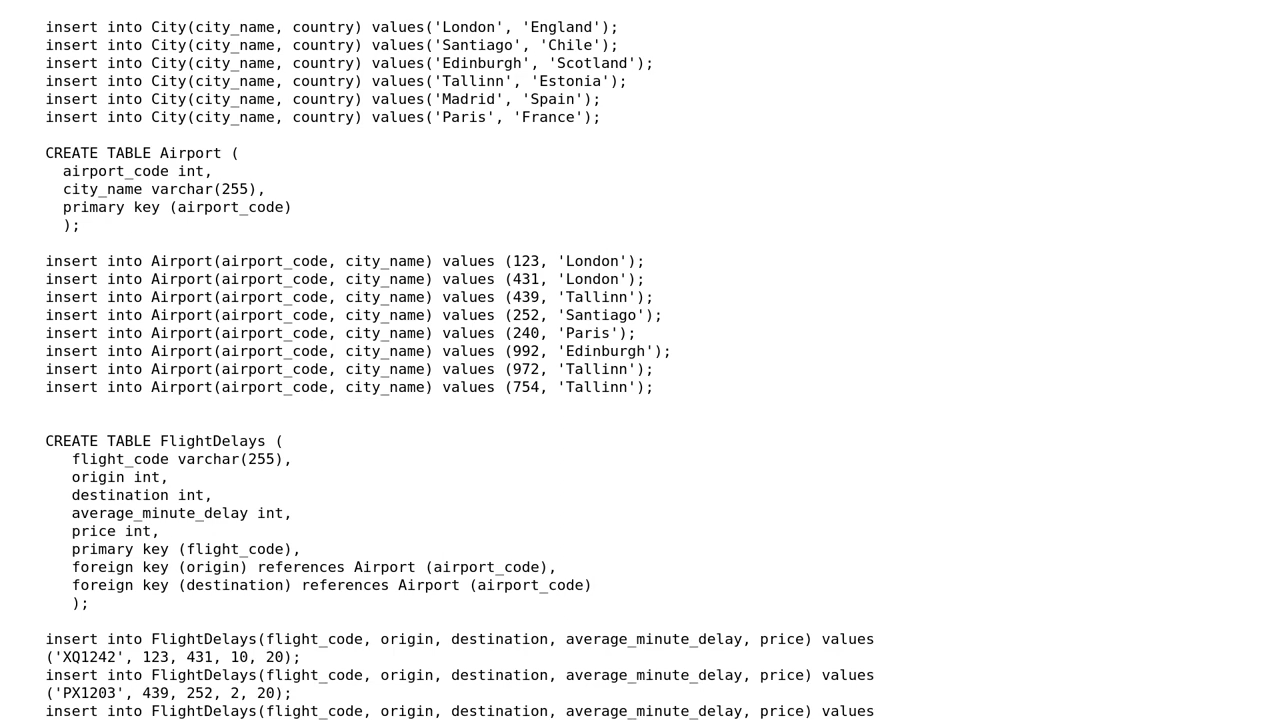 insert into City(city_name, country) values('London', 'England');
insert into City(city_name, country) values('Santiago', 'Chile');
insert into City(city_name, country) values('Edinburgh', 'Scotland');
insert into City(city_name, country) values('Tallinn', 'Estonia');
insert into City(city_name, country) values('Madrid', 'Spain');
insert into City(city_name, country) values('Paris', 'France');
CREATE TABLE Airport (
airport_code int,
city_name varchar(255),
primary key (airport_code)
);
insert into Airport(airport_code, city_name) values (123, 'London');
insert into Airport(airport_code, city_name) values (431, 'London');
insert into Airport(airport_code, city_name) values (439, 'Tallinn');
insert into Airport(airport_code, city_name) values (252, 'Santiago');
insert into Airport(airport_code, city_name) values (240, 'Paris');
insert into Airport(airport_code, city_name) values (992, 'Edinburgh');
insert into Airport(airport_code, city_name) values (972, 'Tallinn');
insert into Airport(airport_code, city_name) values (754, 'Tallinn');
CREATE TABLE FlightDelays (
flight_code varchar(255),
origin int,
destination int,
average_minute_delay int,
price int,
primary key (flight_code),
foreign key (origin) references Airport (airport_code),
foreign key (destination) references Airport (airport_code)
);
insert into FlightDelays(flight_code, origin, destination, average_minute_delay, price) values
('XQ1242', 123, 431, 10, 20);
insert into FlightDelays(flight_code, origin, destination, average_minute_delay, price) values
('PX1203', 439, 252, 2, 20);
insert into FlightDelays(flight_code, origin, destination, average_minute_delay, price) values